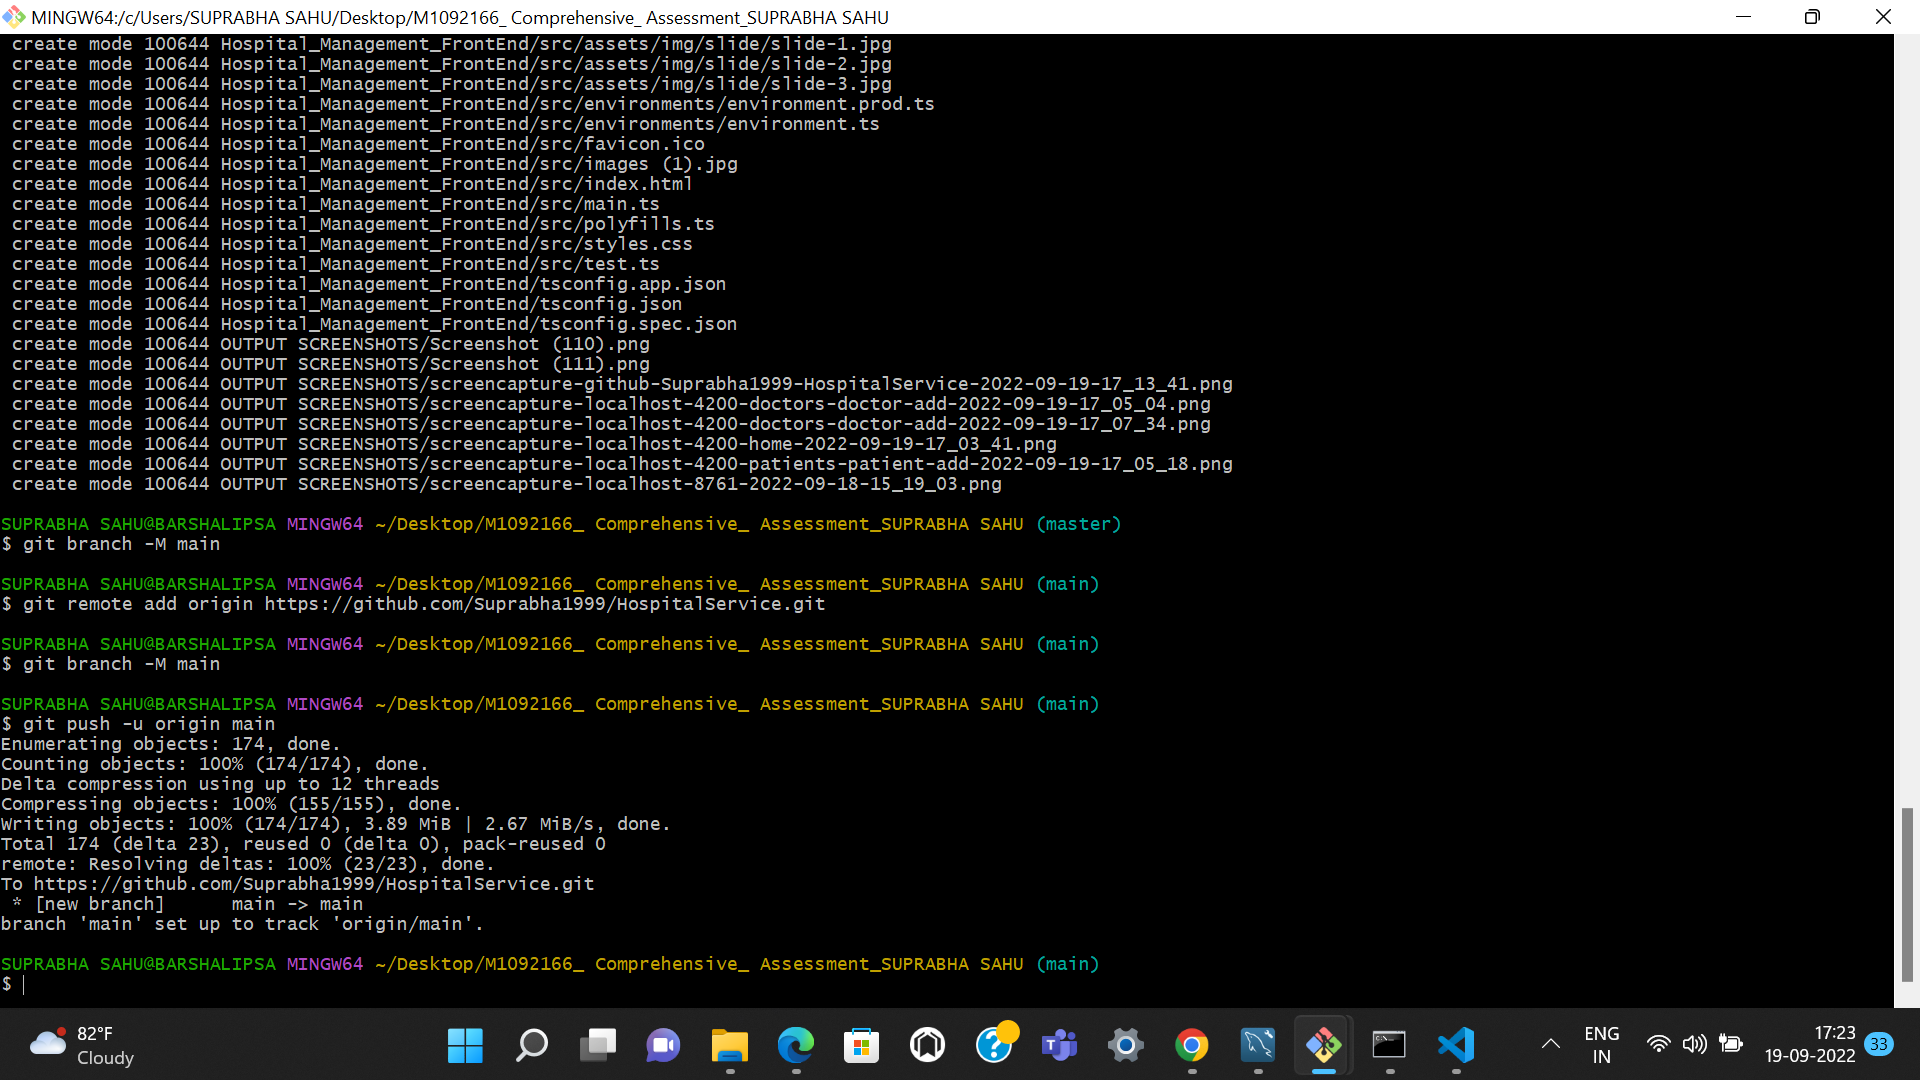 MINGW64:/c/Users/SUPRABHA SAHU/Desktop/M1092166_ Comprehensive_ Assessment_SUPRABHA SAHU
create mode 100644 Hospital_Management_FrontEnd/src/assets/img/slide/slide-1.jpg
create mode 100644 Hospital_Management_FrontEnd/src/assets/img/slide/slide-2.jpg
create mode 100644 Hospital_Management_FrontEnd/src/assets/img/slide/slide-3.jpg
create mode 100644 Hospital_Management_FrontEnd/src/environments/environment.prod.ts
create mode 100644 Hospital_Management_FrontEnd/src/environments/environment.ts
create mode 100644 Hospital_Management_FrontEnd/src/favicon.ico
create mode 100644 Hospital_Management_FrontEnd/src/images (1).jpg
create mode 100644 Hospital_Management_FrontEnd/src/index.html
create mode 100644 Hospital_Management_FrontEnd/src/main.ts
create mode 100644 Hospital_Management_FrontEnd/src/polyfills.ts
create mode 100644 Hospital_Management_FrontEnd/src/styles.css
create mode 100644 Hospital_Management_FrontEnd/src/test.ts
create mode 100644 Hospital_Management_FrontEnd/tsconfig.app.json
create mode 100644 Hospital_Management_FrontEnd/tsconfig.json
create mode 100644 Hospital_Management_FrontEnd/tsconfig.spec.json
create mode 100644 OUTPUT SCREENSHOTS/Screenshot (110).png
create mode 100644 OUTPUT SCREENSHOTS/Screenshot (111).png
create mode 100644 OUTPUT SCREENSHOTS/screencapture-github-Suprabha1999-HospitalService-2022-09-19-17_13_41.png
create mode 100644 OUTPUT SCREENSHOTS/screencapture-localhost-4200-doctors-doctor-add-2022-09-19-17_05_04.png
create mode 100644 OUTPUT SCREENSHOTS/screencapture-localhost-4200-doctors-doctor-add-2022-09-19-17_07_34.png
create mode 100644 OUTPUT SCREENSHOTS/screencapture-localhost-4200-home-2022-09-19-17_03_41.png
create mode 100644 OUTPUT SCREENSHOTS/screencapture-localhost-4200-patients-patient-add-2022-09-19-17_05_18.png
create mode 100644 OUTPUT SCREENSHOTS/screencapture-localhost-8761-2022-09-18-15_19_03.png
SUPRABHA SAHU@BARSHALIPSA MINGW64 ~/Desktop/M1092166_ Comprehensive_ Assessment_SUPRABHA SAHU (master)
$ git branch -M main
SUPRABHA SAHU@BARSHALIPSA MINGW64 ~/Desktop/M1092166_ Comprehensive_ Assessment_SUPRABHA SAHU (main)
$ git remote add origin https://github.com/Suprabha1999/HospitalService.git
SUPRABHA SAHU@BARSHALIPSA MINGW64 ~/Desktop/M1092166_ Comprehensive_ Assessment_SUPRABHA SAHU (main)
$ git branch -M main
SUPRABHA SAHU@BARSHALIPSA MINGW64 ~/Desktop/M1092166_ Comprehensive_ Assessment_SUPRABHA SAHU (main)
$ git push -u origin main
Enumerating objects: 174, done.
Counting objects: 100% (174/174), done.
Delta compression using up to 12 threads
Compressing objects: 100% (155/155), done.
Writing objects: 100% (174/174), 3.89 MiB | 2.67 MiB/s, done.
Total 174 (delta 23), reused 0 (delta 0), pack-reused 0
remote: Resolving deltas: 100% (23/23), done.
To https://github.com/Suprabha1999/HospitalService.git
* [new branch]      main -> main
branch 'main' set up to track 'origin/main'.
SUPRABHA SAHU@BARSHALIPSA MINGW64 ~/Desktop/M1092166_ Comprehensive_ Assessment_SUPRABHA SAHU (main)
$
82°F
Cloudy
ENG
IN
17:23
19-09-2022
33